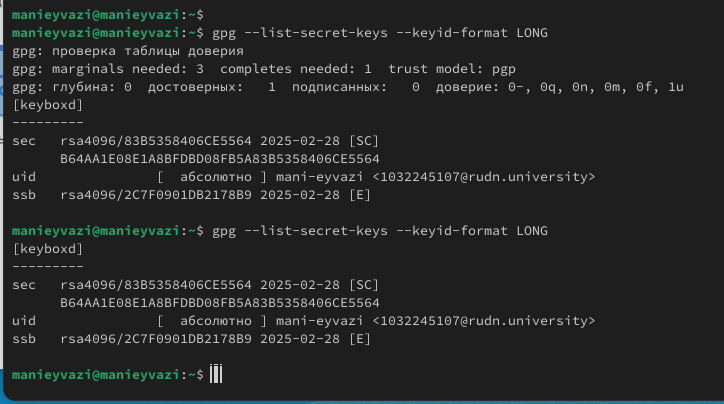 manieyvazi@manieyvazi:~$
manieyvazi@manieyvazi:~$ gpg --list-secret-keys --keyid-format LONG
gpg: проверка таблицы доверия
gpg: marginals needed: 3  completes needed: 1  trust model: pgp
gpg: глубина: 0  достоверных:   1  подписанных:   0  доверие: 0-, 0q, 0n, 0m, 0f, 1u
[keyboxd]
---------
sec   rsa4096/83B5358406CE5564 2025-02-28 [SC]
      B64AA1E08E1A8BFDBD08FB5A83B5358406CE5564
uid               [  абсолютно ] mani-eyvazi <1032245107@rudn.university>
ssb   rsa4096/2C7F0901DB2178B9 2025-02-28 [E]
manieyvazi@manieyvazi:~$ gpg --list-secret-keys --keyid-format LONG
[keyboxd]
---------
sec   rsa4096/83B5358406CE5564 2025-02-28 [SC]
      B64AA1E08E1A8BFDBD08FB5A83B5358406CE5564
uid               [  абсолютно ] mani-eyvazi <1032245107@rudn.university>
ssb   rsa4096/2C7F0901DB2178B9 2025-02-28 [E]
manieyvazi@manieyvazi:~$